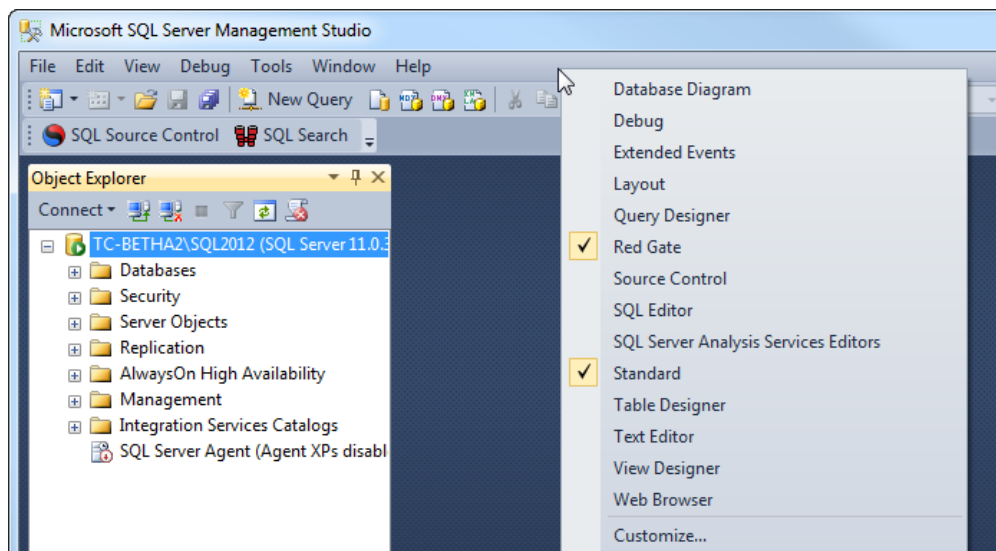 Microsoft SQL Server Management Studio
File Edit View Debug Tools Window Help
New Query
SQL Source Control SQL Search
Object Explorer
Connect
TC-BETHA2\SQL2012 (SQL Server 11.0.3
Databases
Security
Server Objects
Replication
AlwaysOn High Availability
Management
Integration Services Catalogs
SQL Server Agent (Agent XPs disabl
Database Diagram
Debug
Extended Events
Layout
Query Designer
Red Gate
Source Control
SQL Editor
SQL Server Analysis Services Editors
Standard
Table Designer
Text Editor
View Designer
Web Browser
Customize...